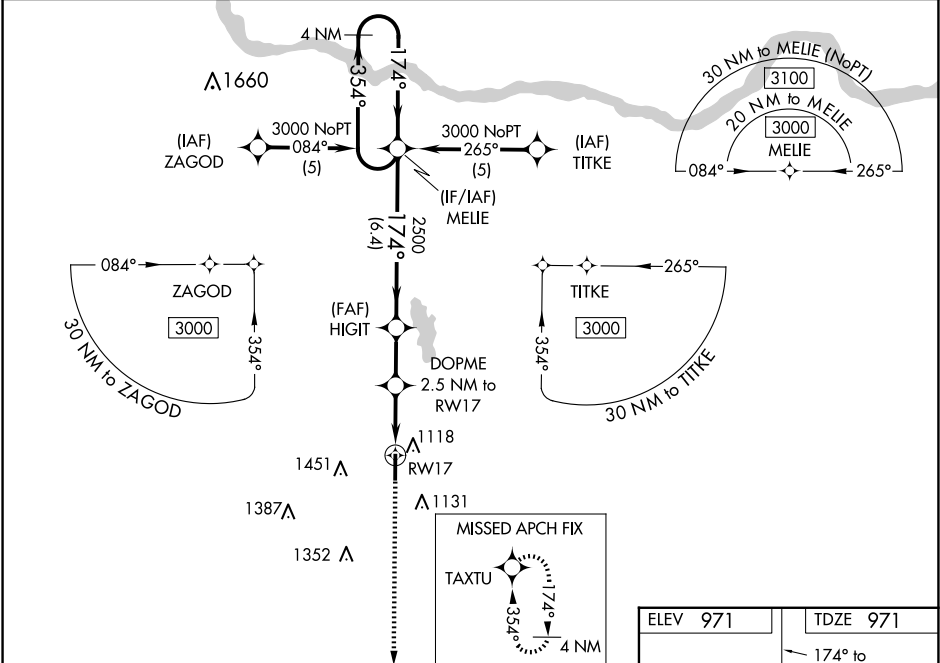 4 NM
174°
354°
1660
30 NM to MELIE (NoPT)
3100
20 NM to MELIE
3000
MELIE
084°
265°
(IAF)
ZAGOD
3000 NoPT
084°
(5)
3000 NoPT
265°
(5)
(IAF)
TITKE
(IF/IAF)
MELIE
2500
174°
(6.4)
084°
ZAGOD
3000
354°
30 NM to ZAGOD
265°
TITKE
3000
354°
30 NM to TITKE
(FAF)
HIGIT
DOPME
2.5 NM to
RW17
1118
RW17
1451
1387
1131
1352
MISSED APCH FIX
TAXTU
174°
354°
4 NM
ELEV 971
TDZE 971
174° to